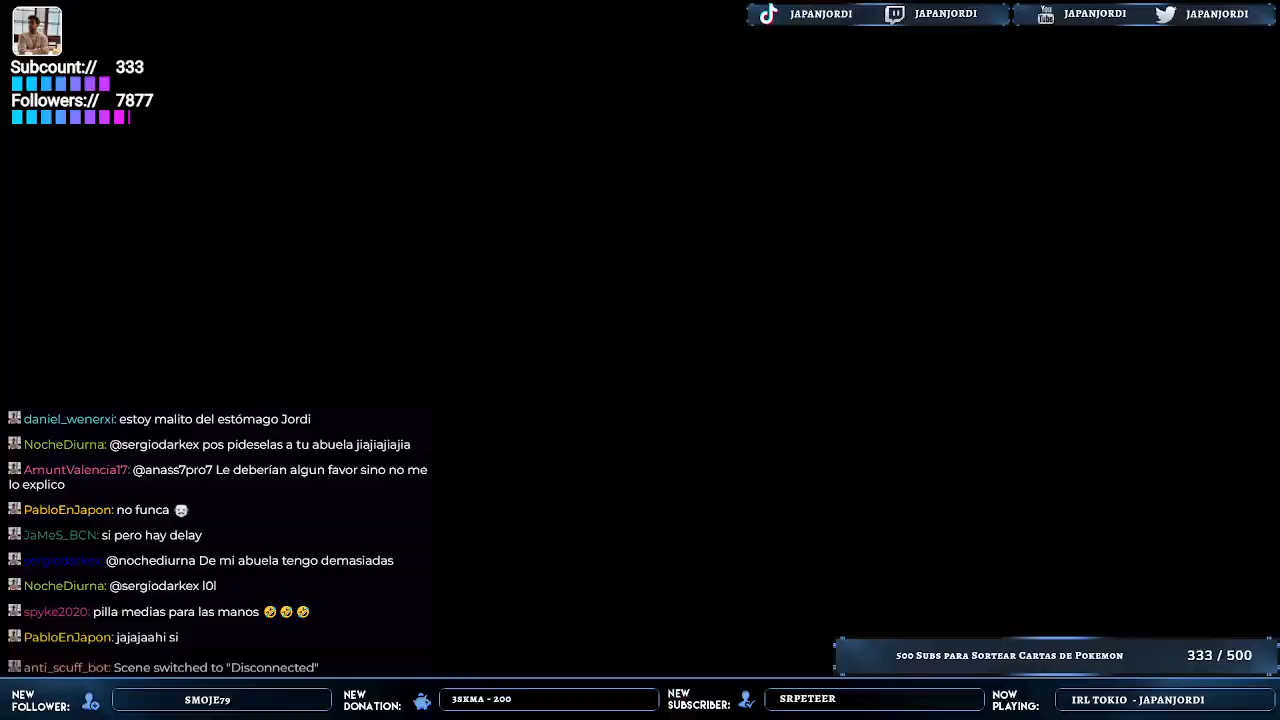 JAPANJORDI JAPANJORDI JAPANJORDI JAPANJORDI
Subcount// 333
Followers:// 7877
daniel_wenerxi: estoy malito del estómago Jordi
NocheDiurna: @sergiodarkex pos pideselas a tu abuela jiajiajiajia
AmuntValencia17: @anass7pro7 Le deberían algun favor sino no me
lo explico
PabloEnJapon: no funca
JaMeS_BCN: si pero hay delay
sergiodarkex: @nochediurna De mi abuela tengo demasiadas
NocheDiurna: @sergiodarkex l0l
spyke2020: pilla medias para las manos 🤣🤣🤣
PabloEnJapon: jajajaahi si
anti_scuff_bot: Scene switched to "Disconnected"
500 Subs para Sortear Cartas de Pokemon 333 / 500
NEW FOLLOWER: SMOJE79
NEW DONATION: 3SKMA - 200
NEW SUBSCRIBER: SRPETEER
NOW PLAYING: IRL TOKIO - JAPANJORDI